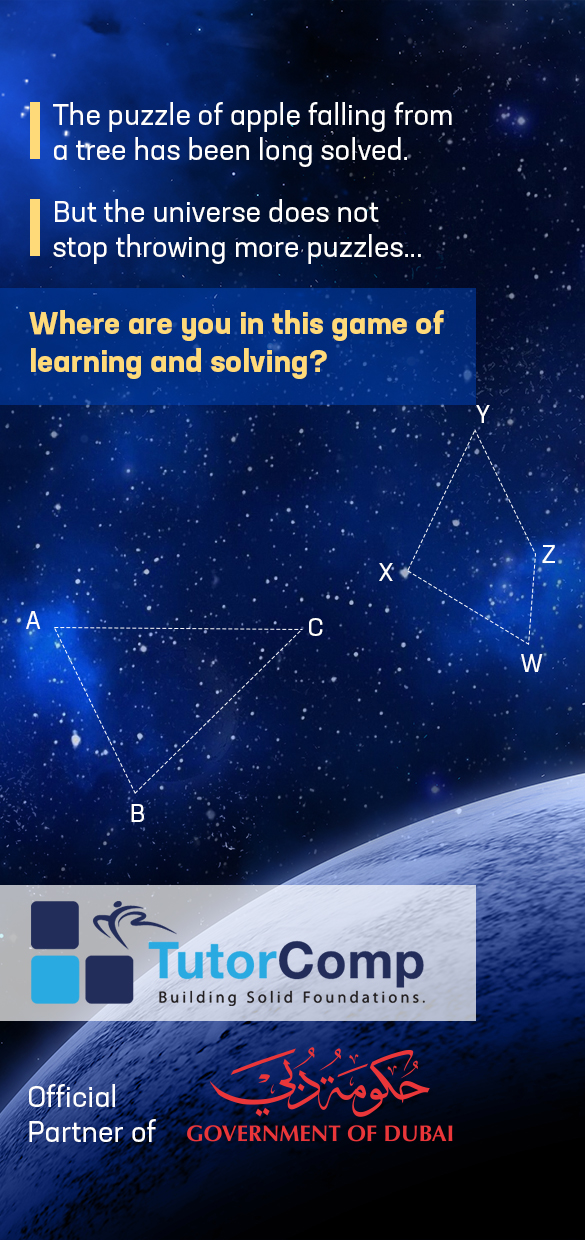 The puzzle of apple falling from
a tree has been long solved.
But the universe does not
stop throwing more puzzles...
Where are you in this game of
learning and solving?
Y
Z
X
W
A
C
B
TutorComp
Building Solid Foundations.
Official
Partner of
حكومة دبي
GOVERNMENT OF DUBAI